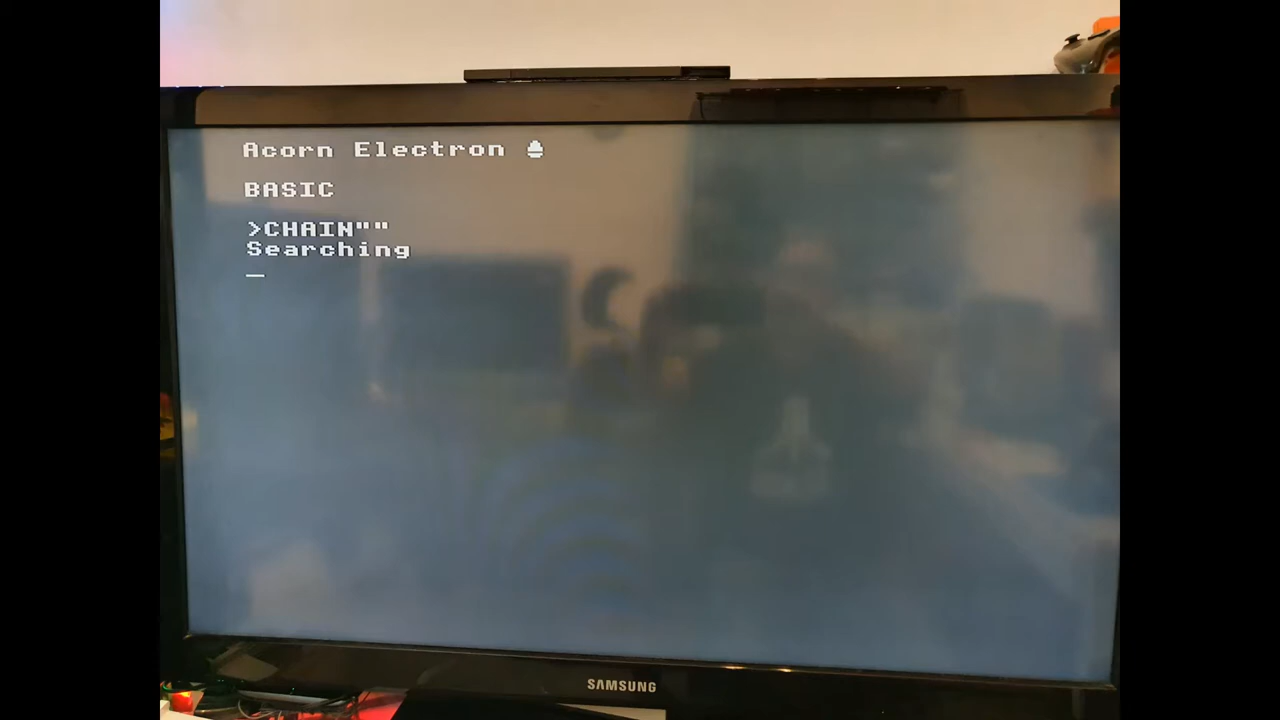 Acorn Electron
BASIC
>CHAIN""
Searching
_
SAMSUNG